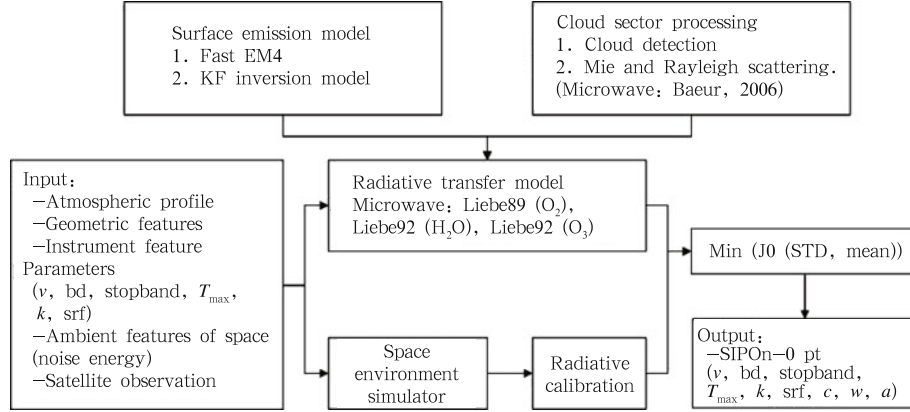 Surface emission model
1. Fast EM4
2. KF inversion model
Cloud sector processing
1. Cloud detection
2. Mie and Rayleigh scattering.
(Microwave: Baeur, 2006)
Input:
—Atmospheric profile
—Geometric features
—Instrument feature
Parameters
(v, bd, stopband, Tmax,
k, srf)
—Ambient features of space
(noise energy)
—Satellite observation
Radiative transfer model
Microwave: Liebe89 (O2),
Liebe92 (H2O), Liebe92 (O3)
Space
environment
simulator
Radiative
calibration
Min (J0 (STD, mean))
Output:
—SIPOn—0 pt
(v, bd, stopband,
Tmax, k, srf, c, w, a)